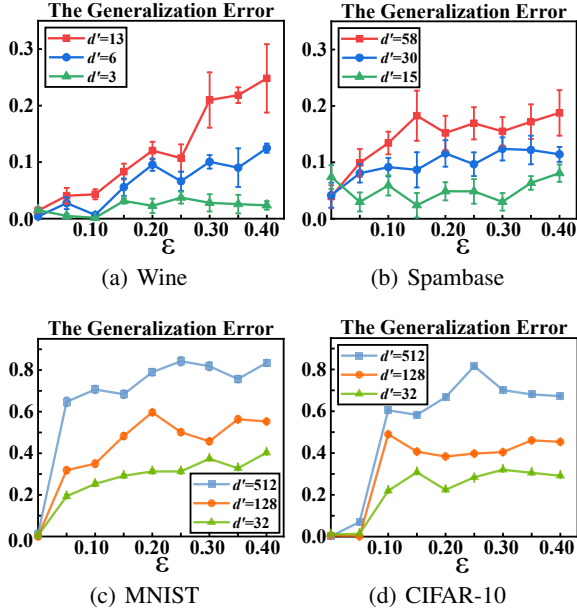 The Generalization Error
d'=13
d'=6
d'=3
0.3
0.2
0.1
0.0
0.10 0.20 0.30 0.40
ε
(a) Wine
The Generalization Error
d'=58
d'=30
d'=15
0.3
0.2
0.1
0.0
0.10 0.20 0.30 0.40
ε
(b) Spambase
The Generalization Error
0.8
0.6
0.4
0.2
0.0
d'=512
d'=128
d'=32
0.10 0.20 0.30 0.40
ε
(c) MNIST
The Generalization Error
d'=512
d'=128
d'=32
0.8
0.6
0.4
0.2
0.0
0.10 0.20 0.30 0.40
ε
(d) CIFAR-10